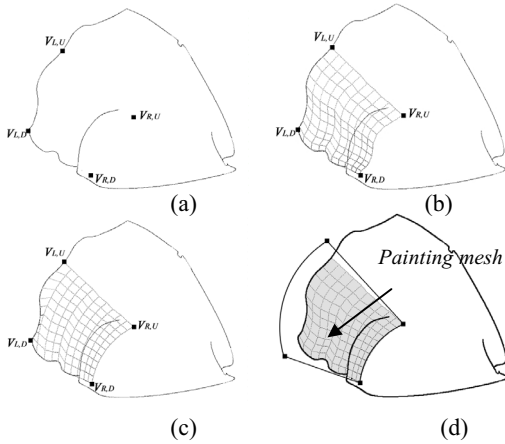 V_{L,U}
V_{L,D}
V_{R,U}
V_{R,D}
(a)
V_{L,U}
V_{L,D}
V_{R,U}
V_{R,D}
(b)
V_{L,U}
V_{L,D}
V_{R,U}
V_{R,D}
(c)
Painting mesh
(d)